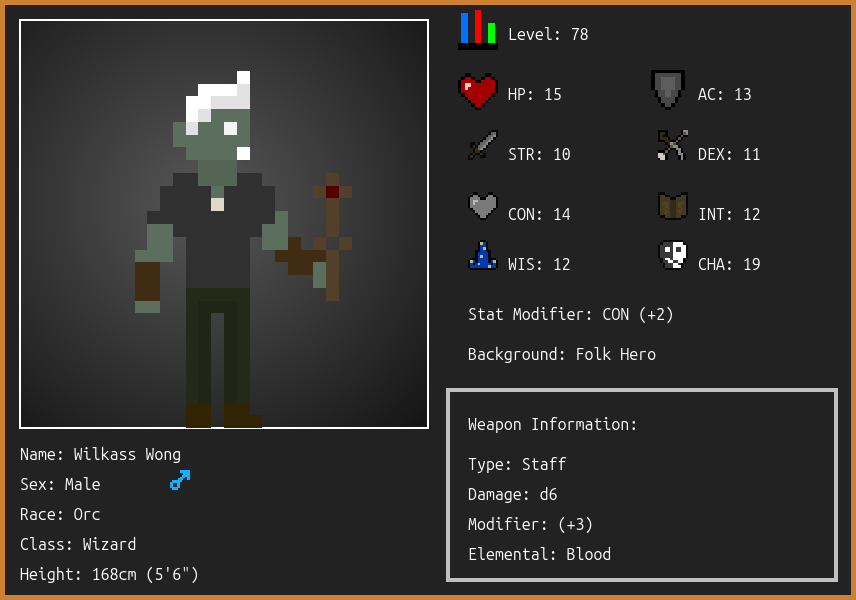 Level: 78
HP: 15
AC: 13
STR: 10
DEX: 11
CON: 14
INT: 12
WIS: 12
CHA: 19
Stat Modifier: CON (+2)
Background: Folk Hero
Weapon Information:
Type: Staff
Damage: d6
Modifier: (+3)
Elemental: Blood
Name: Wilkass Wong
Sex: Male
Race: Orc
Class: Wizard
Height: 168cm (5'6")